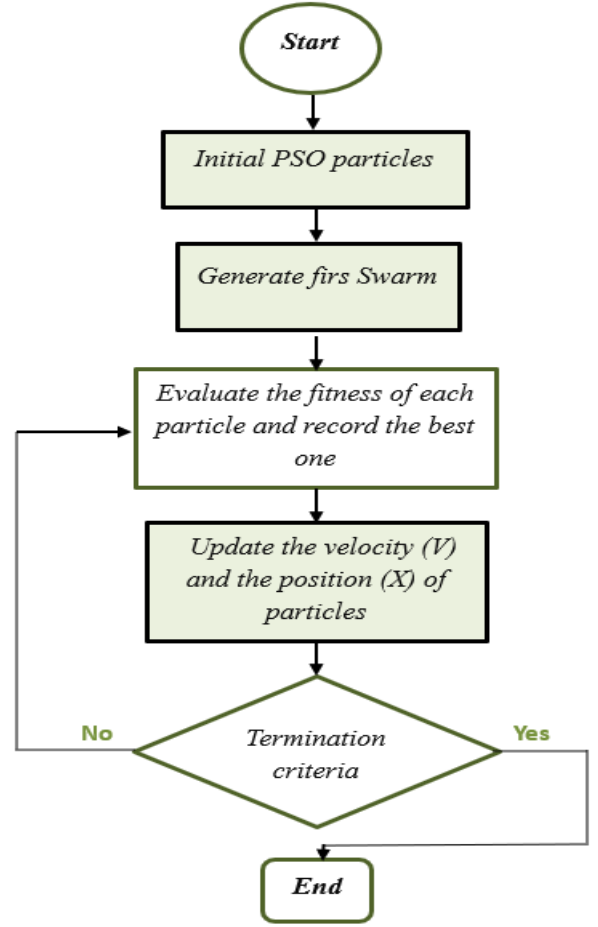 Start
Initial PSO particles
Generate firs Swarm
Evaluate the fitness of each
particle and record the best
one
Update the velocity (V)
and the position (X) of
particles
No
Yes
Termination
criteria
End